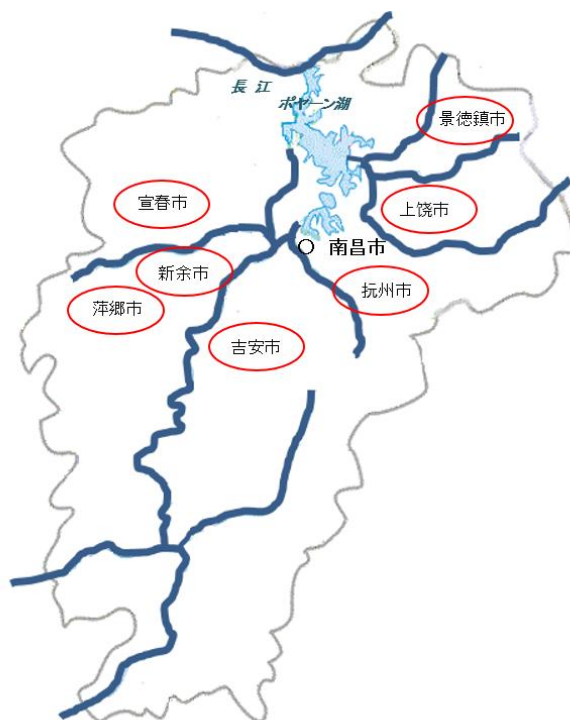 長江
ポヤーン湖
景徳鎮市
宣春市
上饶市
南昌市
新余市
抚州市
萍郷市
吉安市